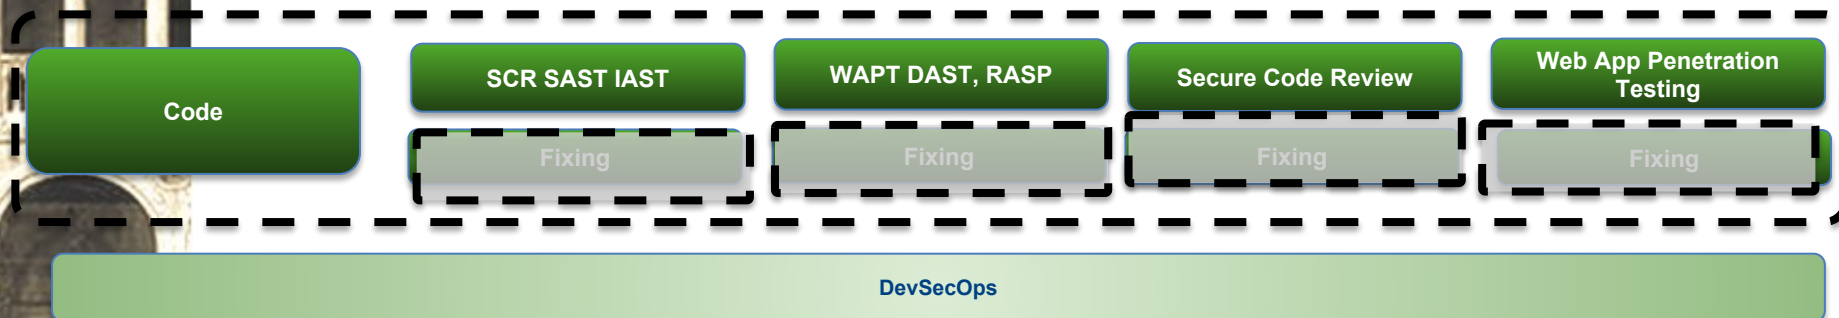 Code
SCR SAST IAST
Fixing
WAPT DAST, RASP
Fixing
Secure Code Review
Fixing
Web App Penetration
Testing
Fixing
DevSecOps